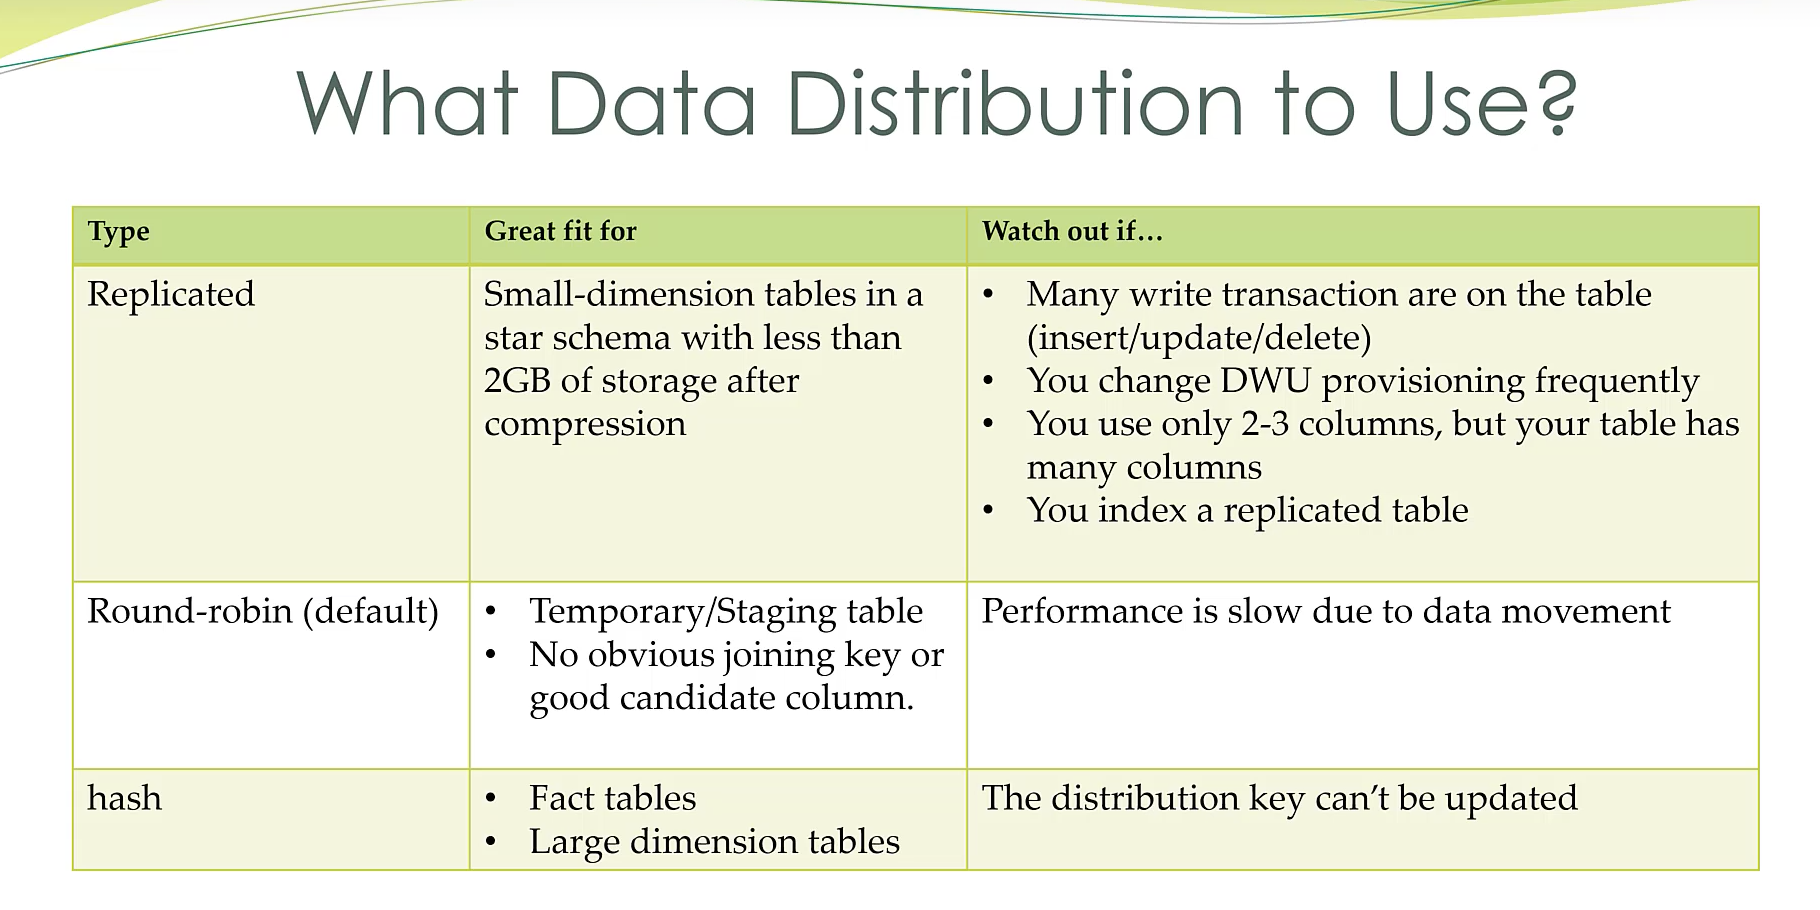 What Data Distribution to Use?
Type
Great fit for
Watch out if…
Replicated
Small-dimension tables in a
star schema with less than
2GB of storage after
compression
• Many write transaction are on the table
(insert/update/delete)
• You change DWU provisioning frequently
• You use only 2-3 columns, but your table has
many columns
• You index a replicated table
Round-robin (default)
• Temporary/Staging table
• No obvious joining key or
good candidate column.
Performance is slow due to data movement
hash
• Fact tables
• Large dimension tables
The distribution key can’t be updated